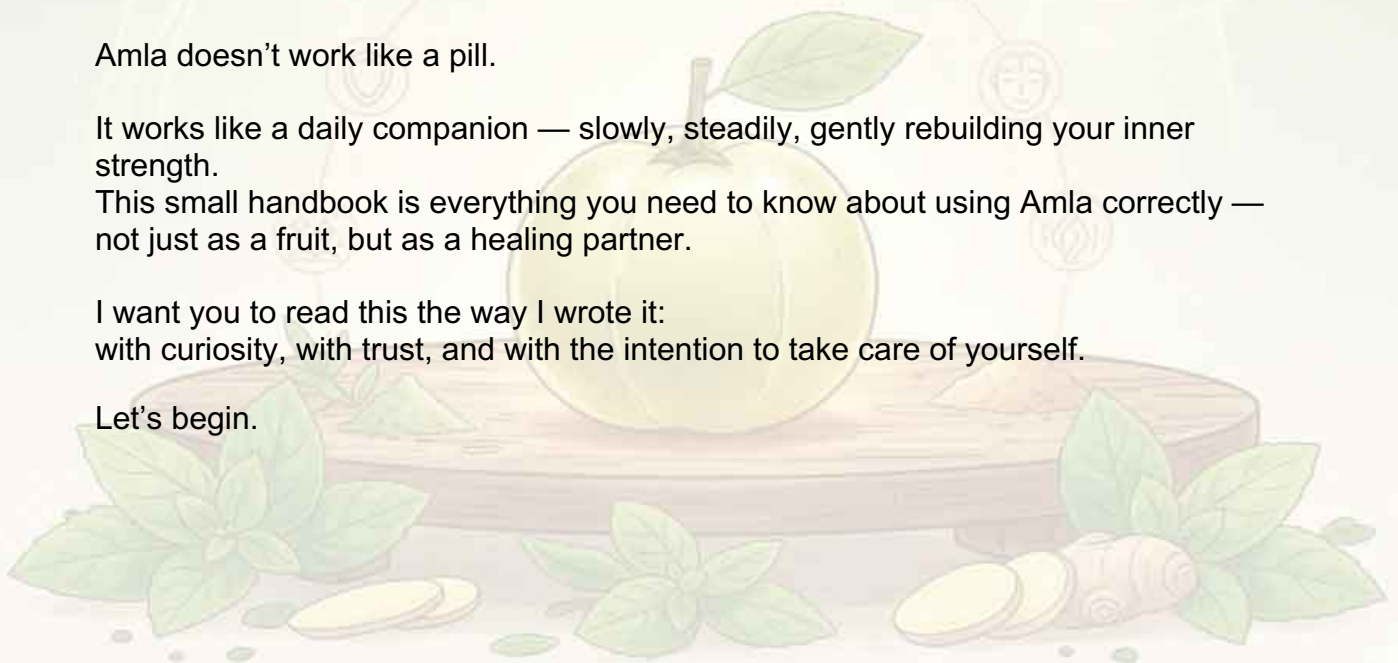 Amla doesn’t work like a pill.
It works like a daily companion — slowly, steadily, gently rebuilding your inner
strength.
This small handbook is everything you need to know about using Amla correctly —
not just as a fruit, but as a healing partner.
I want you to read this the way I wrote it:
with curiosity, with trust, and with the intention to take care of yourself.
Let’s begin.